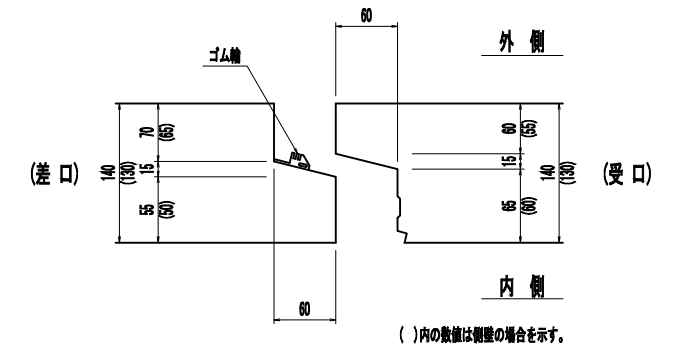 60
外 側
ゴム輪
70
(65)
15
55
(50)
140
(130)
(差 口)
60
(55)
15
65
(60)
140
(130)
(受 口)
内 側
60
( )内の数値は側壁の場合を示す。